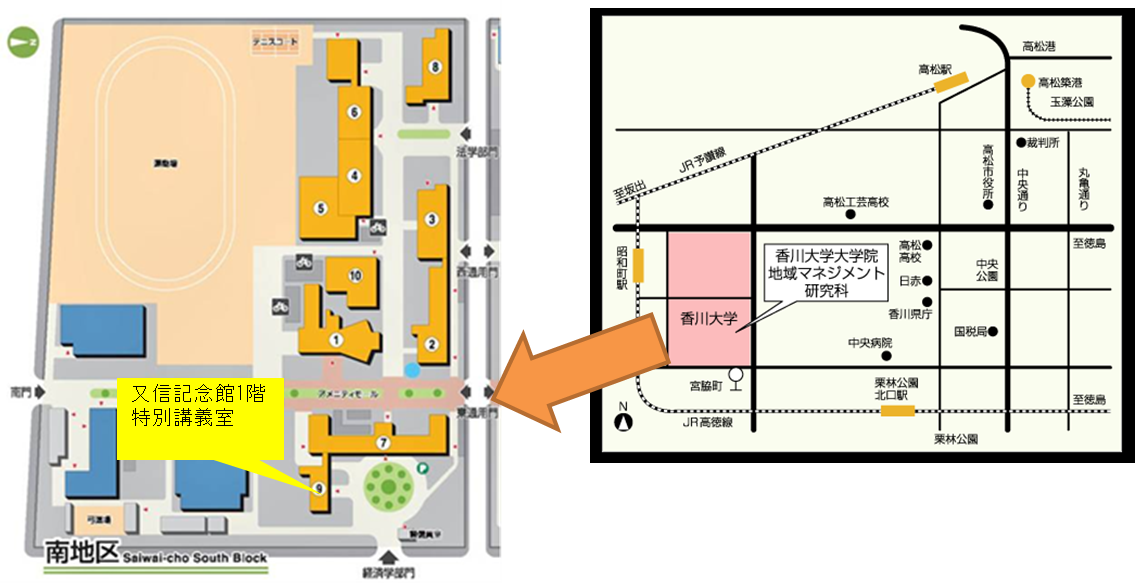 N
テニスコート
8
6
法学部門
4
5
3
西通用門
10
1
2
南門
アメニティモール
東通用門
又信記念館1階
特別講義室
7
P
9
弓道場
南地区 Saiwai-cho South Block
経済学部門
高松港
高松駅
高松築港
玉藻公園
JR予讃線
裁判所
至坂出
高松市役所
中央通り
丸亀通り
高松工芸高校
至徳島
昭和町駅
香川大学大学院
地域マネジメント
研究科
高松
高校
中央
公園
日赤
香川県庁
香川大学
国税局
中央病院
宮脇町
栗林公園
北口駅
至徳島
N
JR高徳線
栗林公園